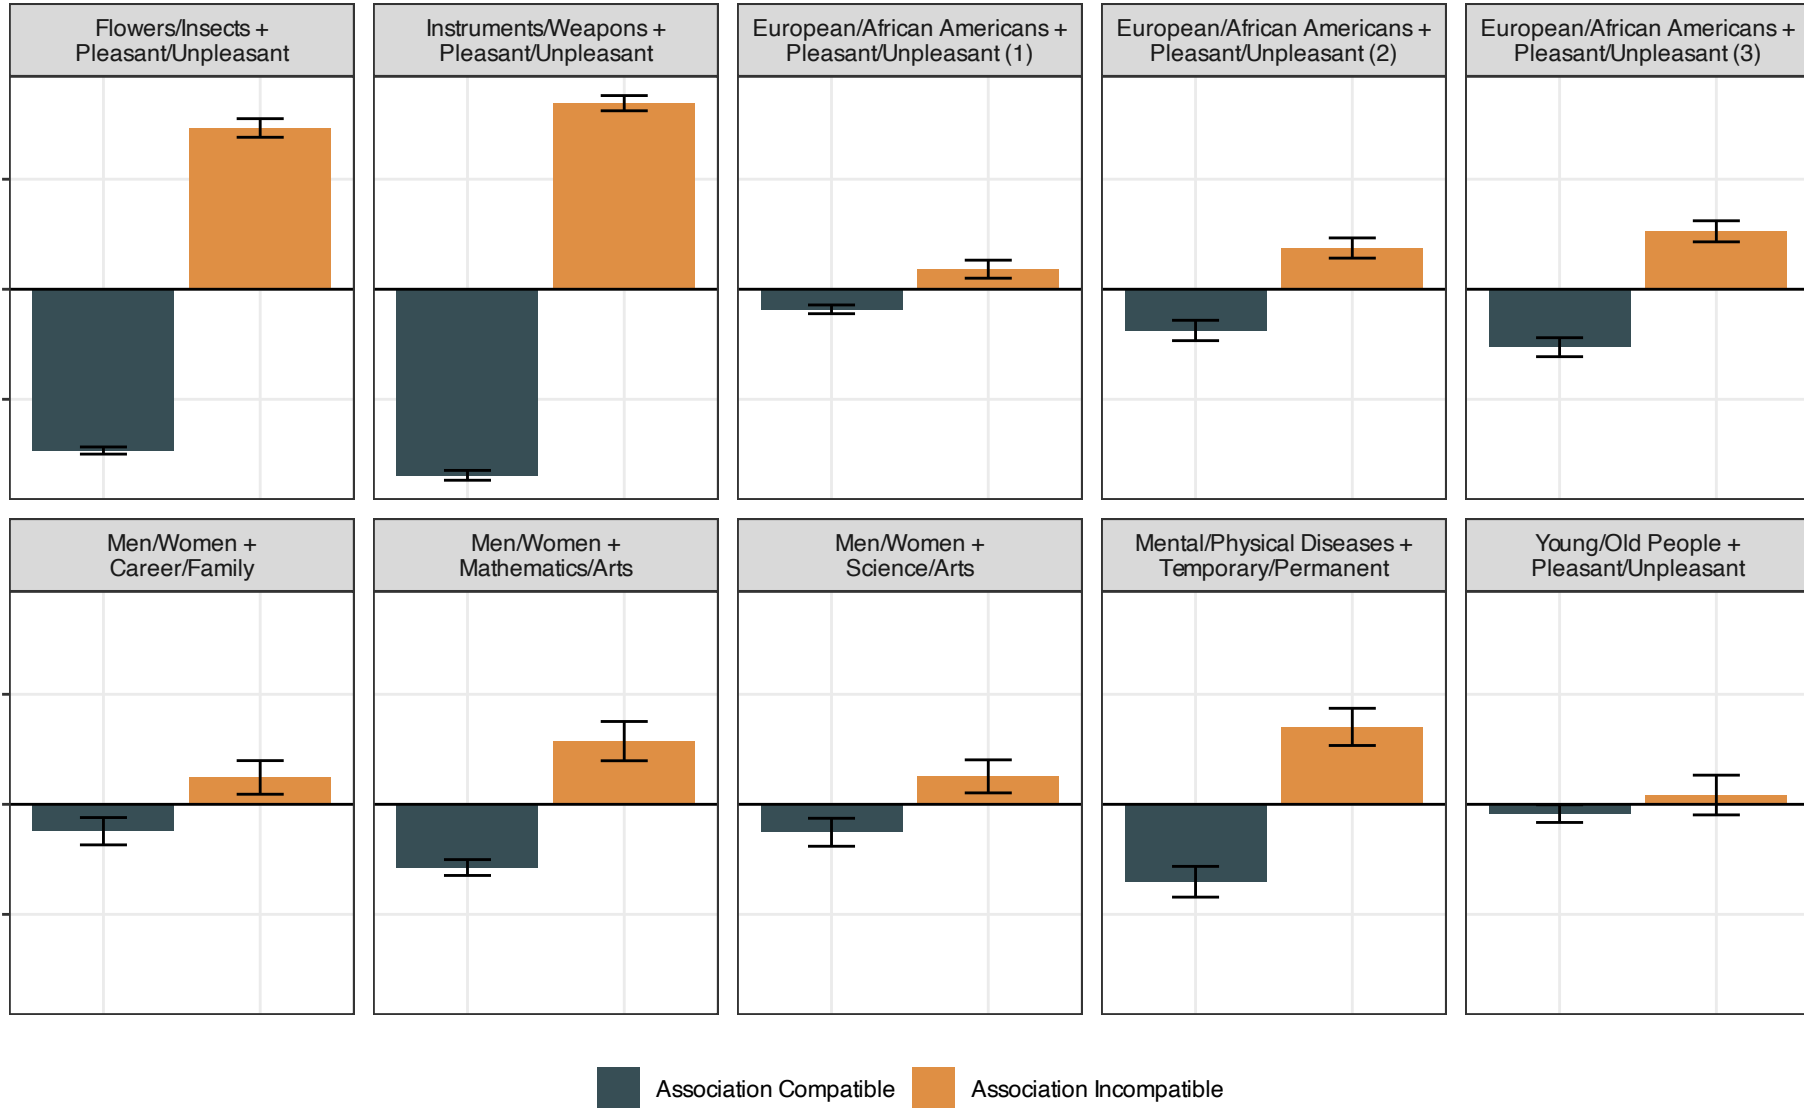 Flowers/Insects +
Pleasant/Unpleasant
Instruments/Weapons +
Pleasant/Unpleasant
European/African Americans +
Pleasant/Unpleasant (1)
European/African Americans +
Pleasant/Unpleasant (2)
European/African Americans +
Pleasant/Unpleasant (3)
Men/Women +
Career/Family
Men/Women +
Mathematics/Arts
Men/Women +
Science/Arts
Mental/Physical Diseases +
Temporary/Permanent
Young/Old People +
Pleasant/Unpleasant
Association Compatible
Association Incompatible